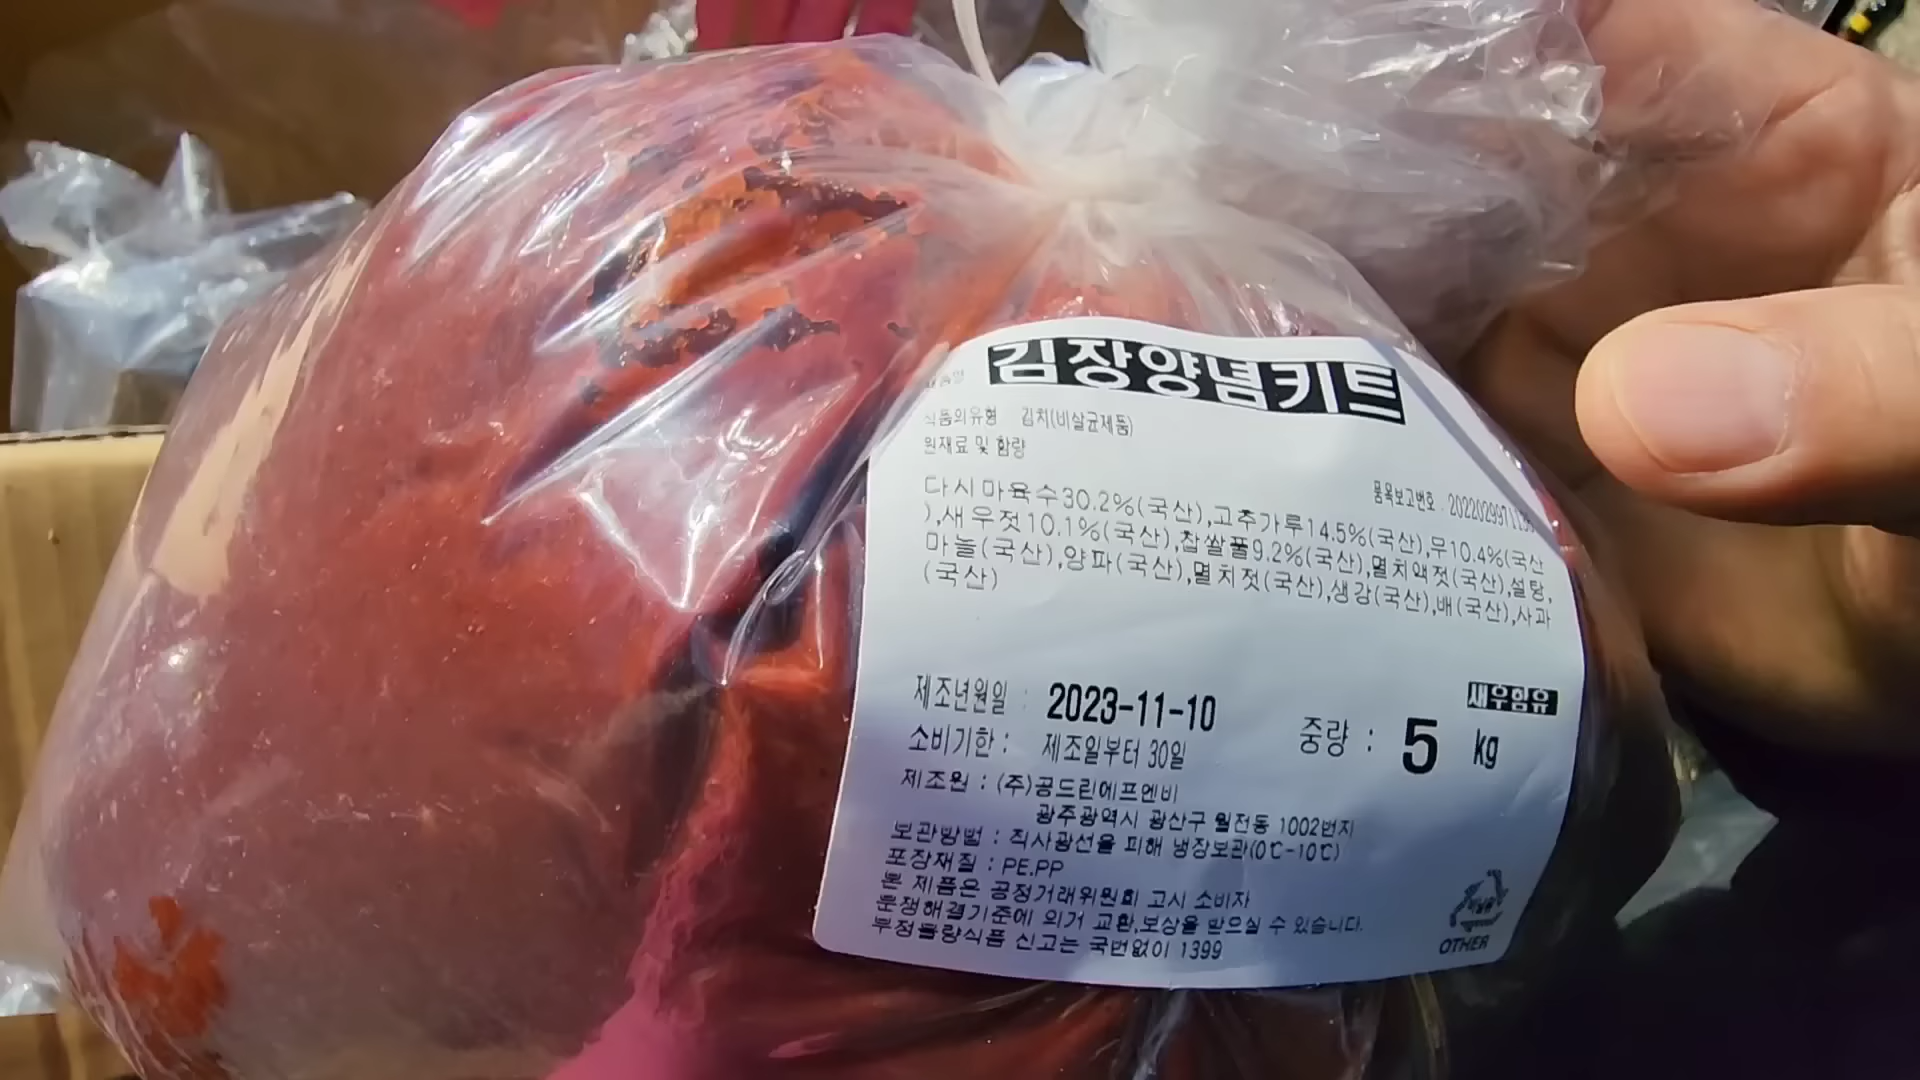 제품명 김장양념키트
식품의유형 김치(비살균제품)
원재료 및 함량
품목보고번호 :
다시마육수30.2%(국산),고추가루14.5%(국산),무10.4%(국산
),새우젓10.1%(국산),찹쌀풀9.2%(국산),멸치액젓(국산),설탕,
마늘(국산),양파(국산),멸치젓(국산),생강(국산),배(국산),사과
(국산)
새우함유
제조년원일 : 2023-11-10
중량 : 5 kg
소비기한 : 제조일부터 30일
제조원 : (주)공드린에프엔비
광주광역시 광산구 월전동 1002번지
보관방법 : 직사광선을 피해 냉장보관(0℃-10℃)
포장재질 : PE.PP
본 제품은 공정거래위원회 고시 소비자
분쟁해결기준에 의거 교환,보상을 받으실 수 있습니다.
부정불량식품 신고는 국번없이 1399
비닐류
OTHER